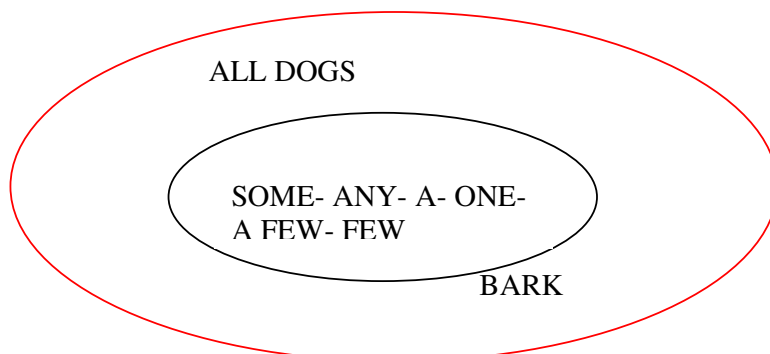 ALL DOGS
SOME- ANY- A- ONE-
A FEW- FEW
BARK